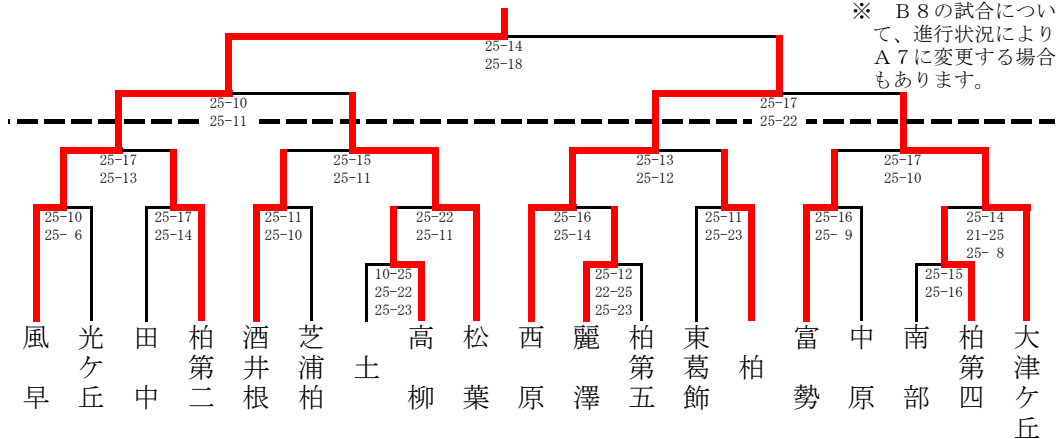 ※　Ｂ８の試合につい
て、進行状況により
Ａ７に変更する場合
もあります。
25-14
25-18
25-10
25-11
25-17
25-22
25-17
25-13
25-15
25-11
25-13
25-12
25-17
25-10
25-10
25- 6
25-17
25-14
25-11
25-10
25-22
25-11
25-16
25-14
25-11
25-23
25-16
25- 9
25-14
21-25
25- 8
10-25
25-22
25-23
25-12
22-25
25-23
25-15
25-16
風早
光ケ丘
田中
柏第二
酒井根
芝浦柏
土
高柳
松葉
西原
麗澤
柏第五
東葛飾
柏
富勢
中原
南部
柏第四
大津ケ丘